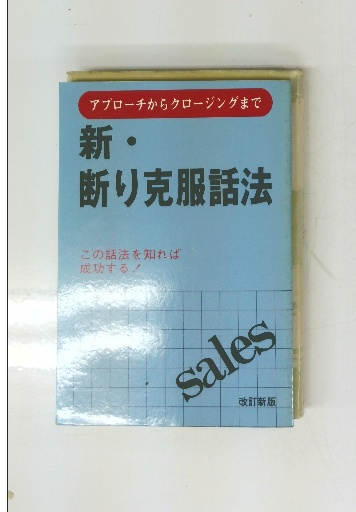 アプローチからクロージングまで
新・
断り克服話法
この話法を知れば
成功する！
sales
改訂新版